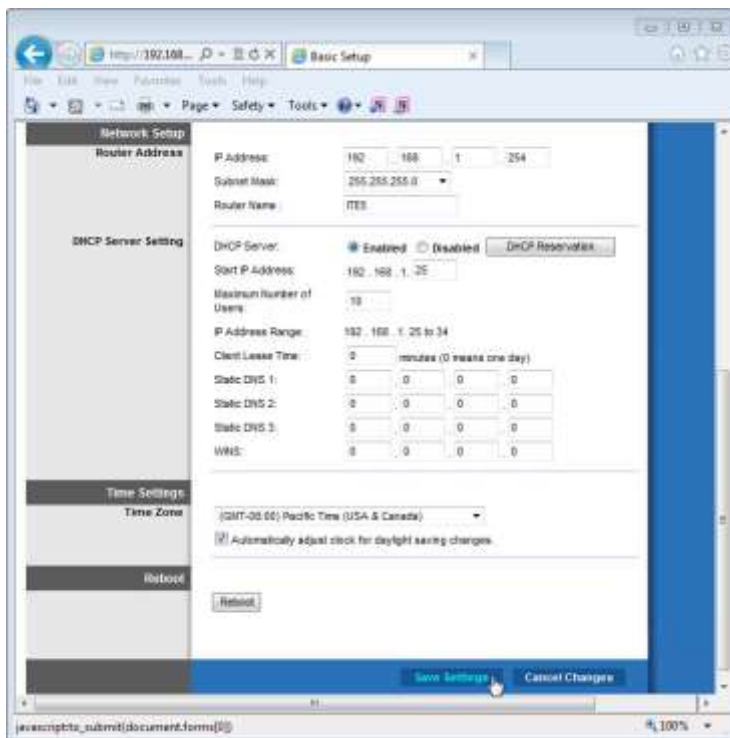 http://192.168...
Basic Setup
File Edit View Favorites Tools Help
Page Safety Tools
Network Setup
Router Address
IP Address: 192 . 168 . 1 . 254
Subnet Mask: 255.255.255.0
Router Name: ITES
DHCP Server Setting
DHCP Server: Enabled Disabled DHCP Reservation
Start IP Address: 192 . 168 . 1. 25
Maximum Number of
Users: 10
IP Address Range: 192 . 168 . 1. 25 to 34
Client Lease Time: 0 minutes (0 means one day)
Static DNS 1: 0 . 0 . 0 . 0
Static DNS 2: 0 . 0 . 0 . 0
Static DNS 3: 0 . 0 . 0 . 0
WINS: 0 . 0 . 0 . 0
Time Settings
Time Zone
(GMT-08:00) Pacific Time (USA & Canada)
Automatically adjust clock for daylight saving changes.
Reboot
Reboot
Save Settings Cancel Changes
javascript:to_submit(document.forms[0])
100%